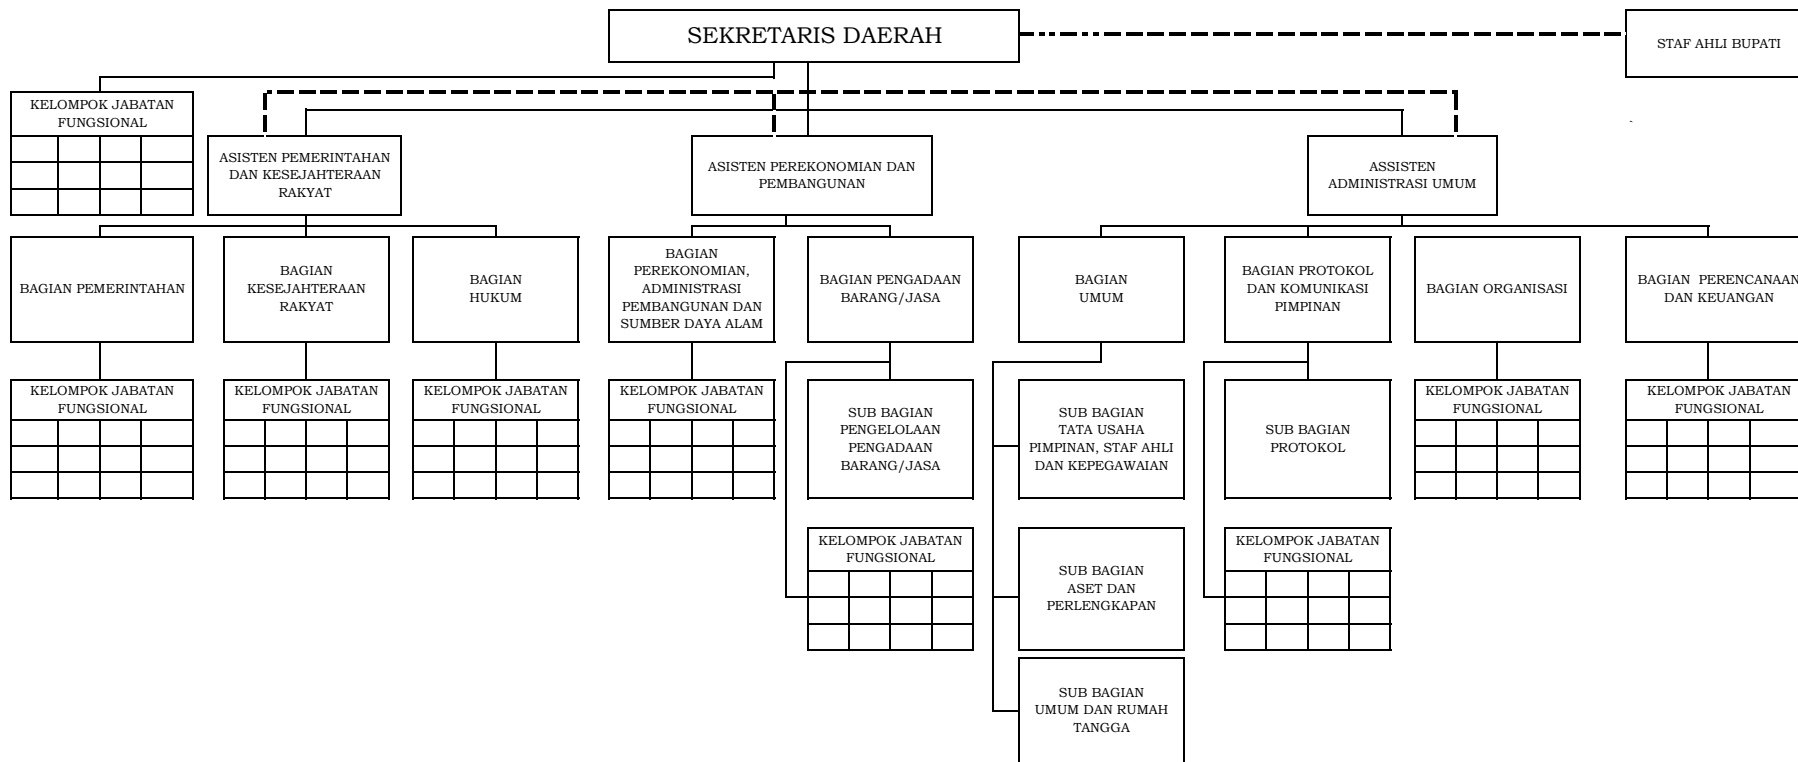 SEKRETARIS DAERAH
STAF AHLI BUPATI
KELOMPOK JABATAN
FUNGSIONAL
ASISTEN PEMERINTAHAN
DAN KESEJAHTERAAN
RAKYAT
ASISTEN PEREKONOMIAN DAN
PEMBANGUNAN
ASSISTEN
ADMINISTRASI UMUM
BAGIAN PEMERINTAHAN
BAGIAN
KESEJAHTERAAN
RAKYAT
BAGIAN
HUKUM
BAGIAN
PEREKONOMIAN,
ADMINISTRASI
PEMBANGUNAN DAN
SUMBER DAYA ALAM
BAGIAN PENGADAAN
BARANG/JASA
BAGIAN
UMUM
BAGIAN PROTOKOL
DAN KOMUNIKASI
PIMPINAN
BAGIAN ORGANISASI
BAGIAN PERENCANAAN
DAN KEUANGAN
KELOMPOK JABATAN
FUNGSIONAL
KELOMPOK JABATAN
FUNGSIONAL
KELOMPOK JABATAN
FUNGSIONAL
KELOMPOK JABATAN
FUNGSIONAL
SUB BAGIAN
PENGELOLAAN
PENGADAAN
BARANG/JASA
SUB BAGIAN
TATA USAHA
PIMPINAN, STAF AHLI
DAN KEPEGAWAIAN
SUB BAGIAN
PROTOKOL
KELOMPOK JABATAN
FUNGSIONAL
KELOMPOK JABATAN
FUNGSIONAL
KELOMPOK JABATAN
FUNGSIONAL
SUB BAGIAN
ASET DAN
PERLENGKAPAN
KELOMPOK JABATAN
FUNGSIONAL
SUB BAGIAN
UMUM DAN RUMAH
TANGGA